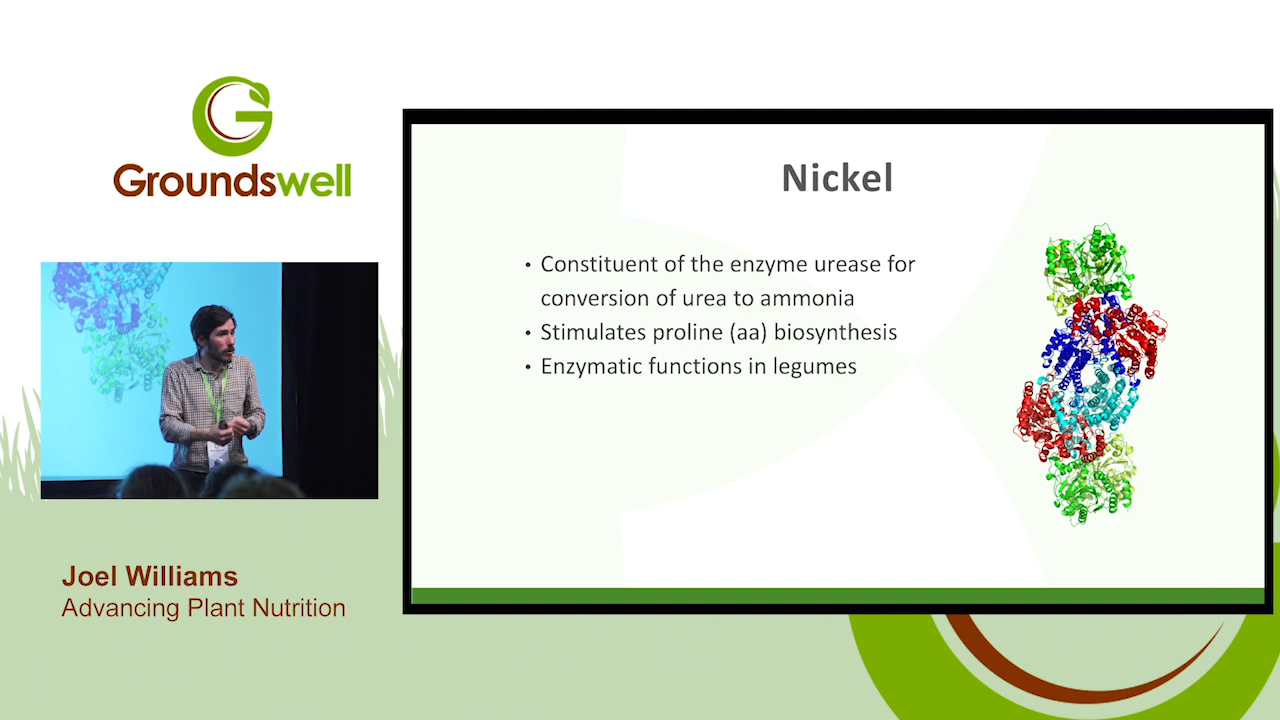 Groundswell
Nickel
• Constituent of the enzyme urease for
conversion of urea to ammonia
• Stimulates proline (aa) biosynthesis
• Enzymatic functions in legumes
Joel Williams
Advancing Plant Nutrition